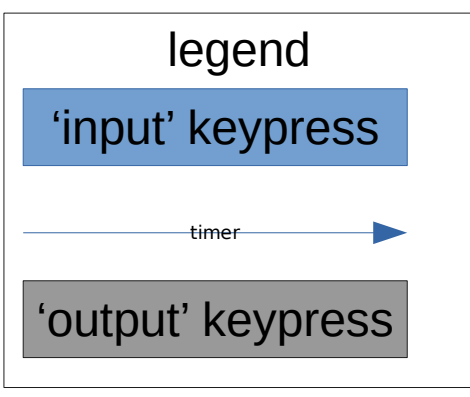 legend
‘input’ keypress
timer
‘output’ keypress